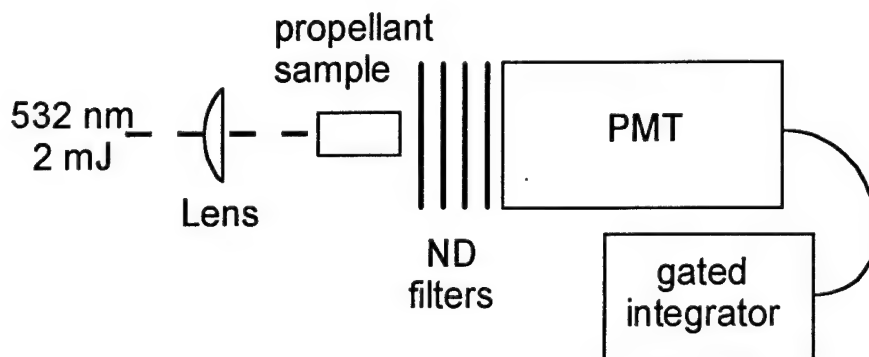 propellant
sample
532 nm
2 mJ
Lens
PMT
ND
filters
gated
integrator